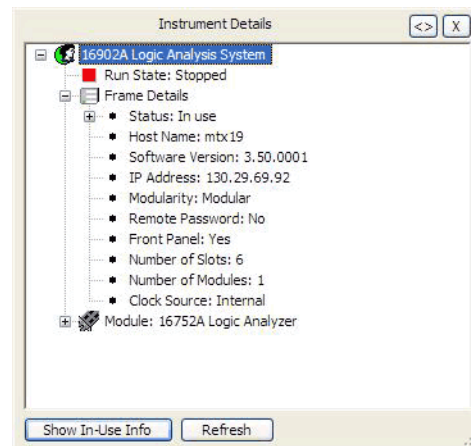 Instrument Details
<> X
16902A Logic Analysis System
Run State: Stopped
Frame Details
Status: In use
Host Name: mtx19
Software Version: 3.50.0001
IP Address: 130.29.69.92
Modularity: Modular
Remote Password: No
Front Panel: Yes
Number of Slots: 6
Number of Modules: 1
Clock Source: Internal
Module: 16752A Logic Analyzer
Show In-Use Info Refresh